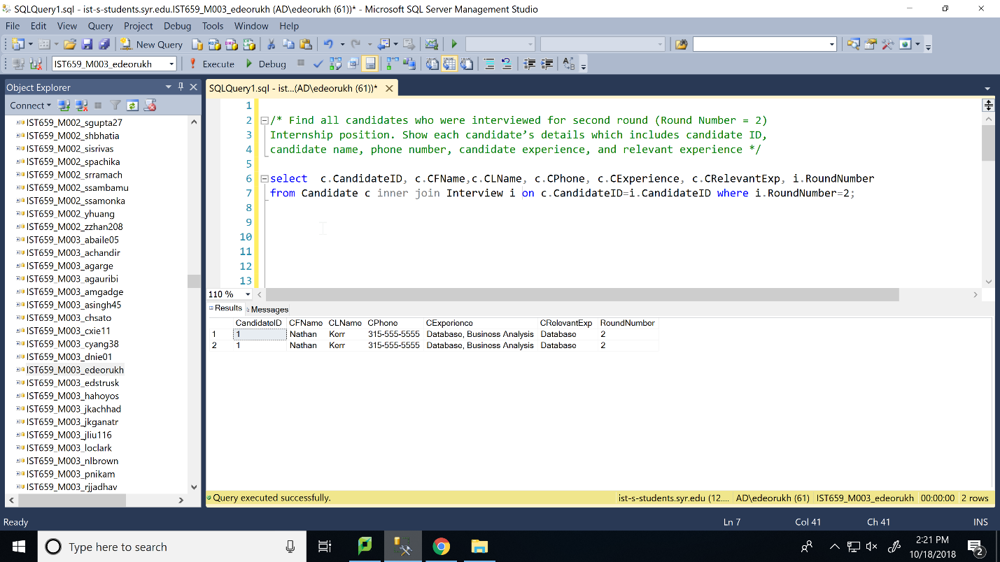 SQLQuery1.sql - ist-s-students.syr.edu.IST659_M003_edeorukh (AD\edeorukh (61))* - Microsoft SQL Server Management Studio
File Edit View Query Project Debug Tools Window Help
New Query
IST659_M003_edeorukh Execute Debug
Object Explorer
Connect
IST659_M002_sgupta27
IST659_M002_shbhatia
IST659_M002_sisrivas
IST659_M002_spachika
IST659_M002_srramach
IST659_M002_ssambamu
IST659_M002_ssamonka
IST659_M002_yhuang
IST659_M002_zzhan208
IST659_M003_abaile05
IST659_M003_achandir
IST659_M003_agarge
IST659_M003_agauribi
IST659_M003_amgadge
IST659_M003_asingh45
IST659_M003_chsato
IST659_M003_cxie11
IST659_M003_cyang38
IST659_M003_dnie01
IST659_M003_edeorukh
IST659_M003_edstrusk
IST659_M003_hahoyos
IST659_M003_jkachhad
IST659_M003_jkganatr
IST659_M003_jliu116
IST659_M003_loclark
IST659_M003_nlbrown
IST659_M003_pnikam
IST659_M003_rjjadhav
SQLQuery1.sql - ist...(AD\edeorukh (61))*
1
2 /* Find all candidates who were interviewed for second round (Round Number = 2)
3 Internship position. Show each candidate’s details which includes candidate ID,
4 candidate name, phone number, candidate experience, and relevant experience */
5
6 select c.CandidateID, c.CFName,c.CLName, c.CPhone, c.CExperience, c.CRelevantExp, i.RoundNumber
7 from Candidate c inner join Interview i on c.CandidateID=i.CandidateID where i.RoundNumber=2;
8
9
10
11
12
13
110 %
Results Messages
CandidateID CFName CLName CPhone CExperience CRelevantExp RoundNumber
1 1 Nathan Kerr 315-555-5555 Database, Business Analysis Database 2
2 1 Nathan Kerr 315-555-5555 Database, Business Analysis Database 2
Query executed successfully. ist-s-students.syr.edu (12.... AD\edeorukh (61) IST659_M003_edeorukh 00:00:00 2 rows
Ready Ln 7 Col 41 Ch 41 INS
Type here to search
2:21 PM
10/18/2018
2